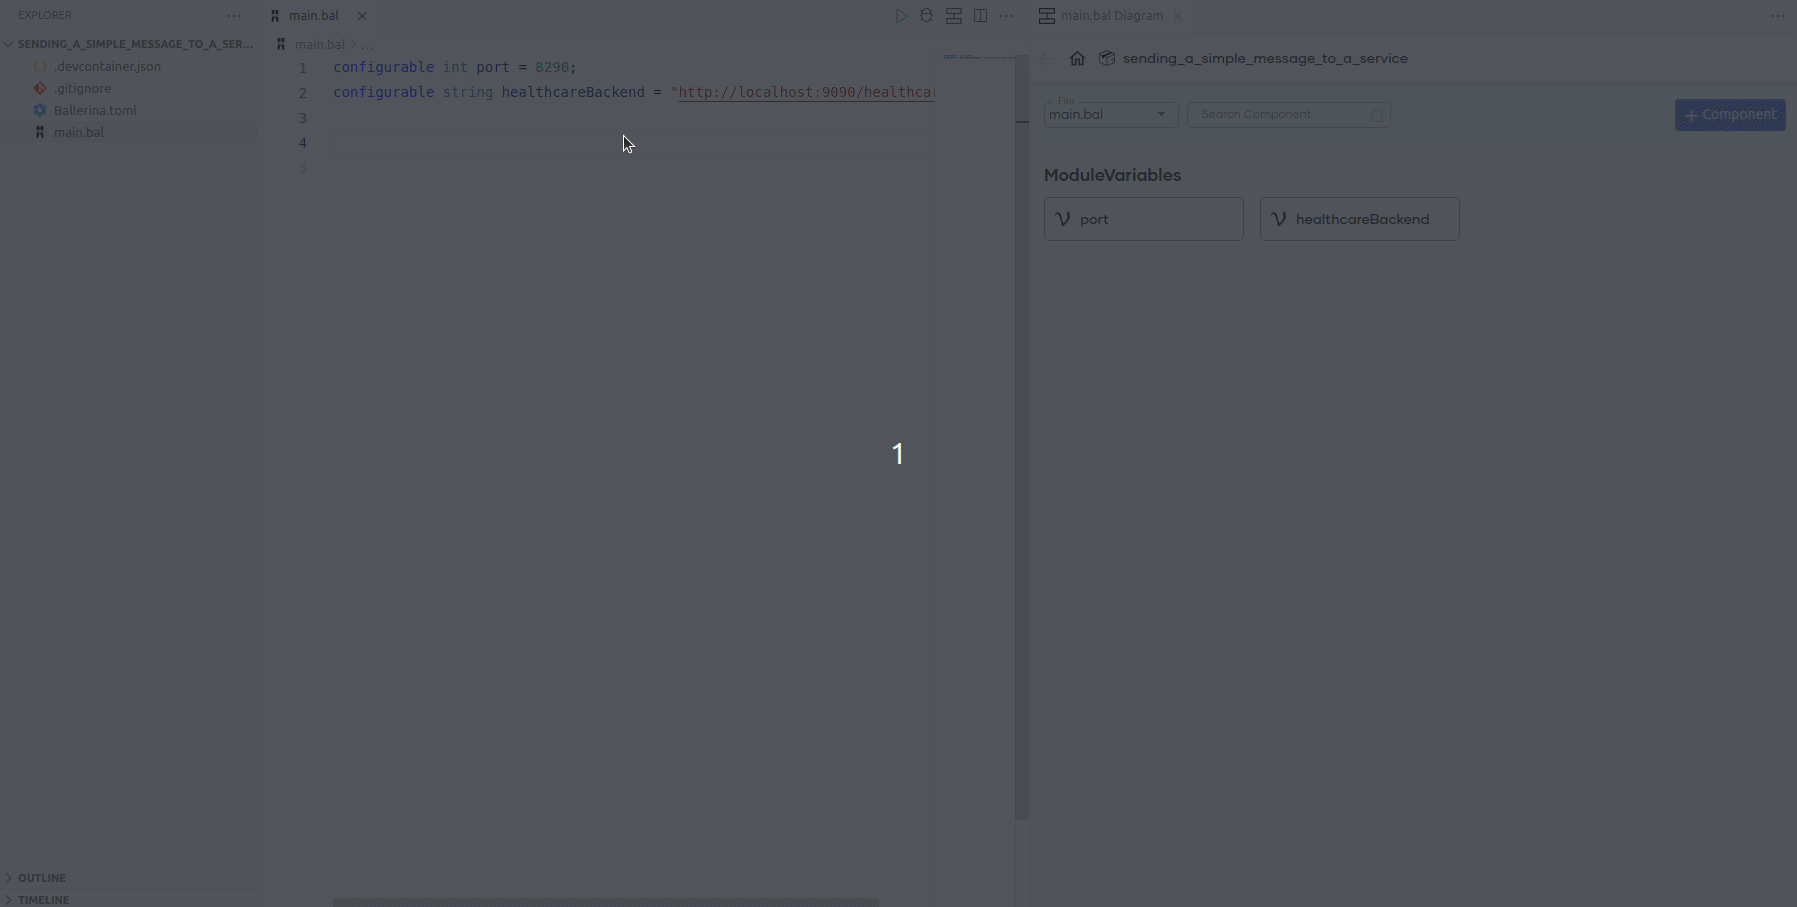 EXPLORER
SENDING_A_SIMPLE_MESSAGE_TO_A_SER...
.devcontainer.json
.gitignore
Ballerina.toml
main.bal
OUTLINE
TIMELINE
main.bal
main.bal > ...
1 configurable int port = 8290;
2 configurable string healthcareBackend = "http://localhost:9090/healthcar
3
4
5
1
main.bal Diagram
sending_a_simple_message_to_a_service
File
main.bal
Search Component
+ Component
ModuleVariables
port
healthcareBackend